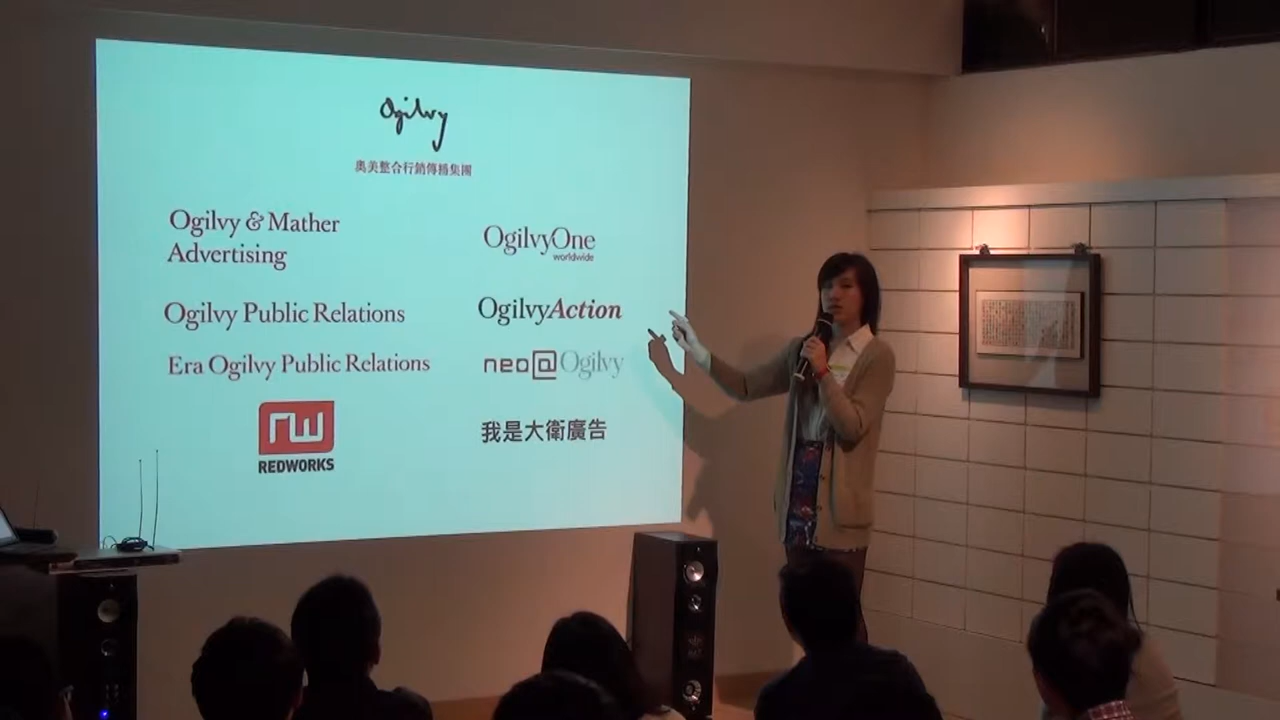 Ogilvy
奧美整合行銷傳播集團
Ogilvy & Mather
Advertising
OgilvyOne
worldwide
Ogilvy Public Relations
OgilvyAction
Era Ogilvy Public Relations
neo@Ogilvy
rw
REDWORKS
我是大衛廣告